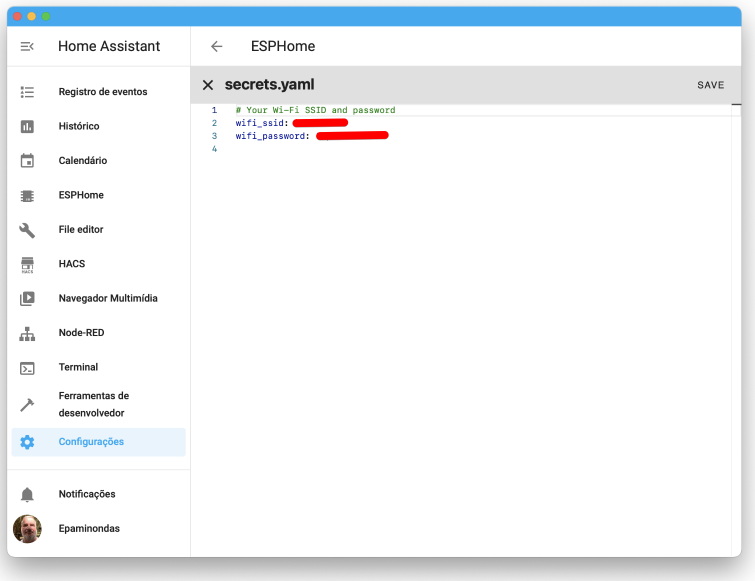 Home Assistant
ESPHome
Registro de eventos
Histórico
Calendário
ESPHome
File editor
HACS
HACS
Navegador Multimídia
Node-RED
Terminal
Ferramentas de
desenvolvedor
Configurações
Notificações
Epaminondas
secrets.yaml
SAVE
1 # Your Wi-Fi SSID and password
2 wifi_ssid:
3 wifi_password:
4